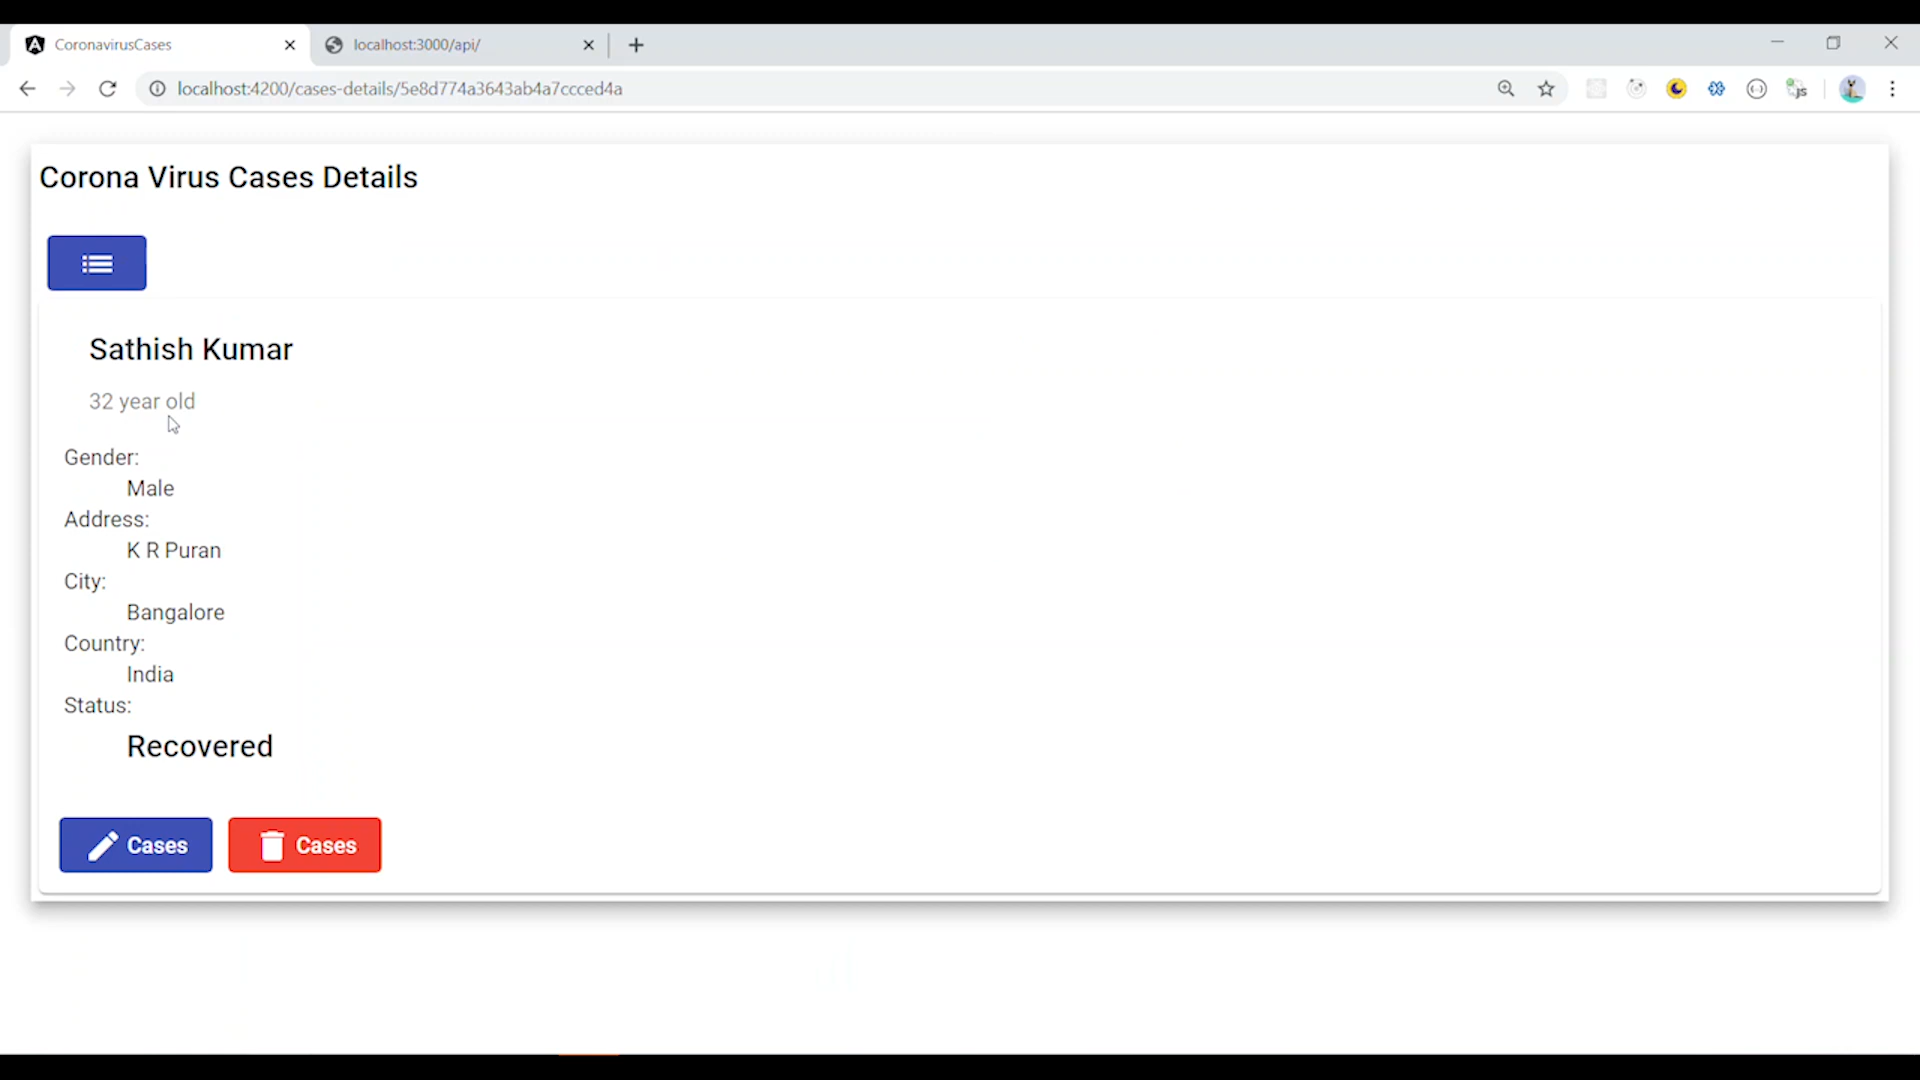 CoronavirusCases
localhost:3000/api/
localhost:4200/cases-details/5e8d774a3643ab4a7ccced4a
Corona Virus Cases Details
Sathish Kumar
32 year old
Gender:
Male
Address:
K R Puran
City:
Bangalore
Country:
India
Status:
Recovered
Cases
Cases